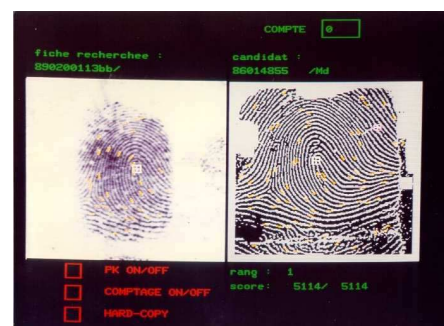 COMPTE 0
fiche recherchee :
890200113bb/
candidat :
86014855 /Md
PK ON/OFF
COMPTAGE ON/OFF
HARD-COPY
rang : 1
score: 5114/ 5114